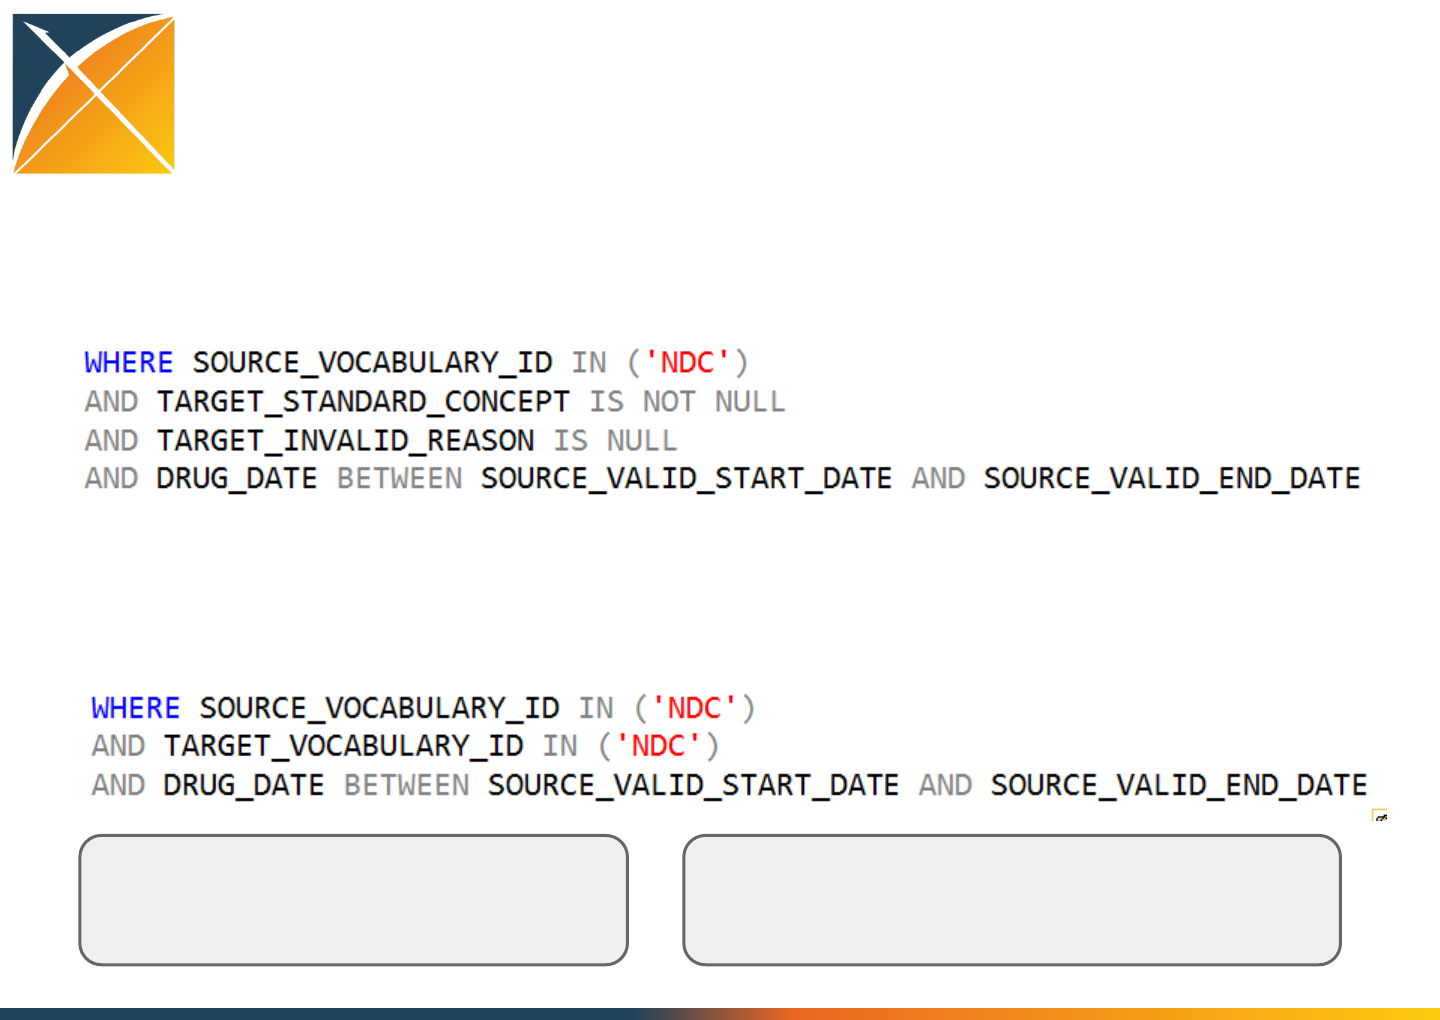 WHERE SOURCE_VOCABULARY_ID IN ('NDC')
AND TARGET_STANDARD_CONCEPT IS NOT NULL
AND TARGET_INVALID_REASON IS NULL
AND DRUG_DATE BETWEEN SOURCE_VALID_START_DATE AND SOURCE_VALID_END_DATE
WHERE SOURCE_VOCABULARY_ID IN ('NDC')
AND TARGET_VOCABULARY_ID IN ('NDC')
AND DRUG_DATE BETWEEN SOURCE_VALID_START_DATE AND SOURCE_VALID_END_DATE